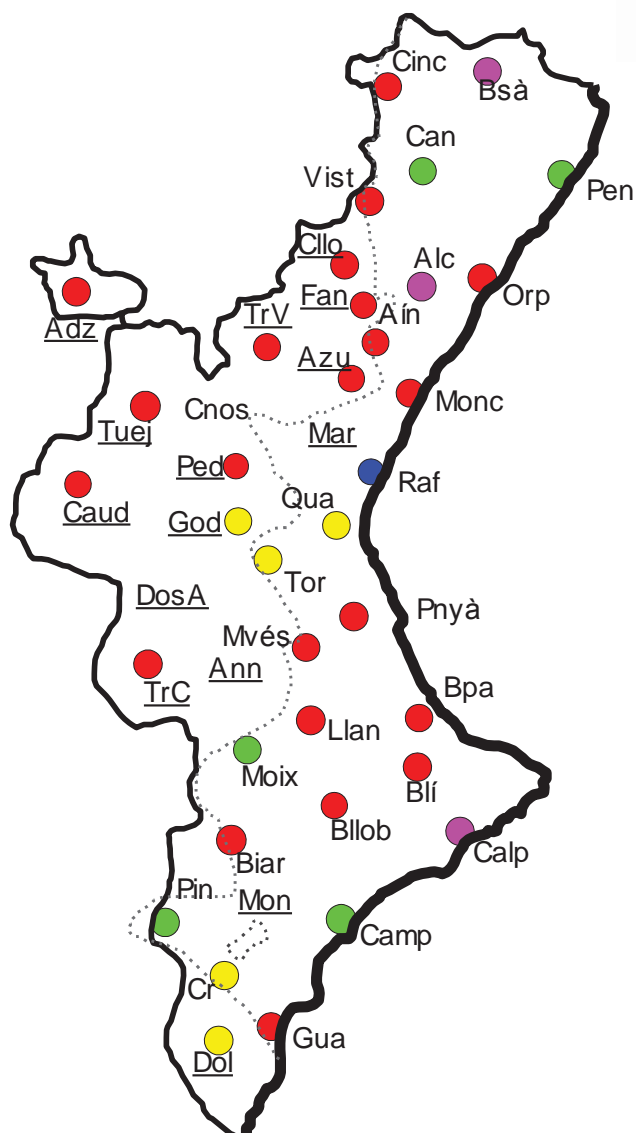 Cinc
Bsà
Can
Vist
Pen
Cllo
Alc
Fan
Orp
Adz
TrV
Aín
Azu
Monc
Cnos
Tuej
Mar
Ped
Raf
Caud
Qua
God
Tor
DosA
Pnyà
Mvés
Ann
TrC
Bpa
Llan
Moix
Blí
Bllob
Calp
Biar
Pin
Mon
Camp
Cr
Gua
Dol